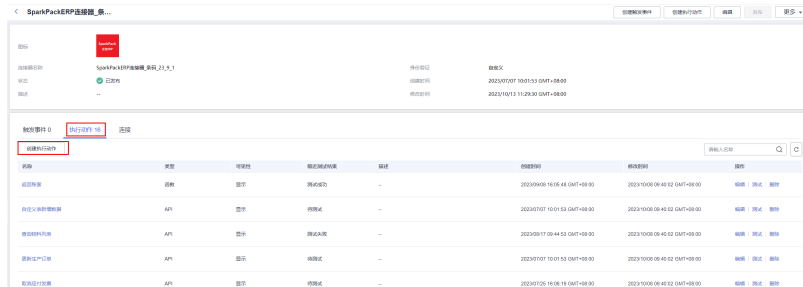 < SparkPackERP连接器_条...
创建触发事件 创建执行动作 编辑 发布 更多
图标
SparkPack
连接器名称 SparkPackERP连接器_条码_23_9_1 身份验证 自定义
状态 已发布 创建时间 2023/07/07 10:01:53 GMT+08:00
描述 -- 修改时间 2023/10/13 11:29:30 GMT+08:00
触发事件 0 执行动作 16 连接
创建执行动作 请输入名称
名称 类型 可见性 最近测试结果 描述 创建时间 修改时间 操作
返回数据 函数 显示 测试成功 -- 2023/09/08 16:05:48 GMT+08:00 2023/10/08 09:40:02 GMT+08:00 编辑 测试 删除
自定义表新增数据 API 显示 待测试 -- 2023/07/07 10:01:53 GMT+08:00 2023/10/08 09:40:02 GMT+08:00 编辑 测试 删除
查询物料列表 API 显示 测试失败 -- 2023/08/17 09:44:53 GMT+08:00 2023/10/08 09:40:02 GMT+08:00 编辑 测试 删除
更新生产订单 API 显示 待测试 -- 2023/07/07 10:01:53 GMT+08:00 2023/10/08 09:40:02 GMT+08:00 编辑 测试 删除
取消应付发票 API 显示 待测试 -- 2023/07/25 16:08:18 GMT+08:00 2023/10/08 09:40:02 GMT+08:00 编辑 测试 删除